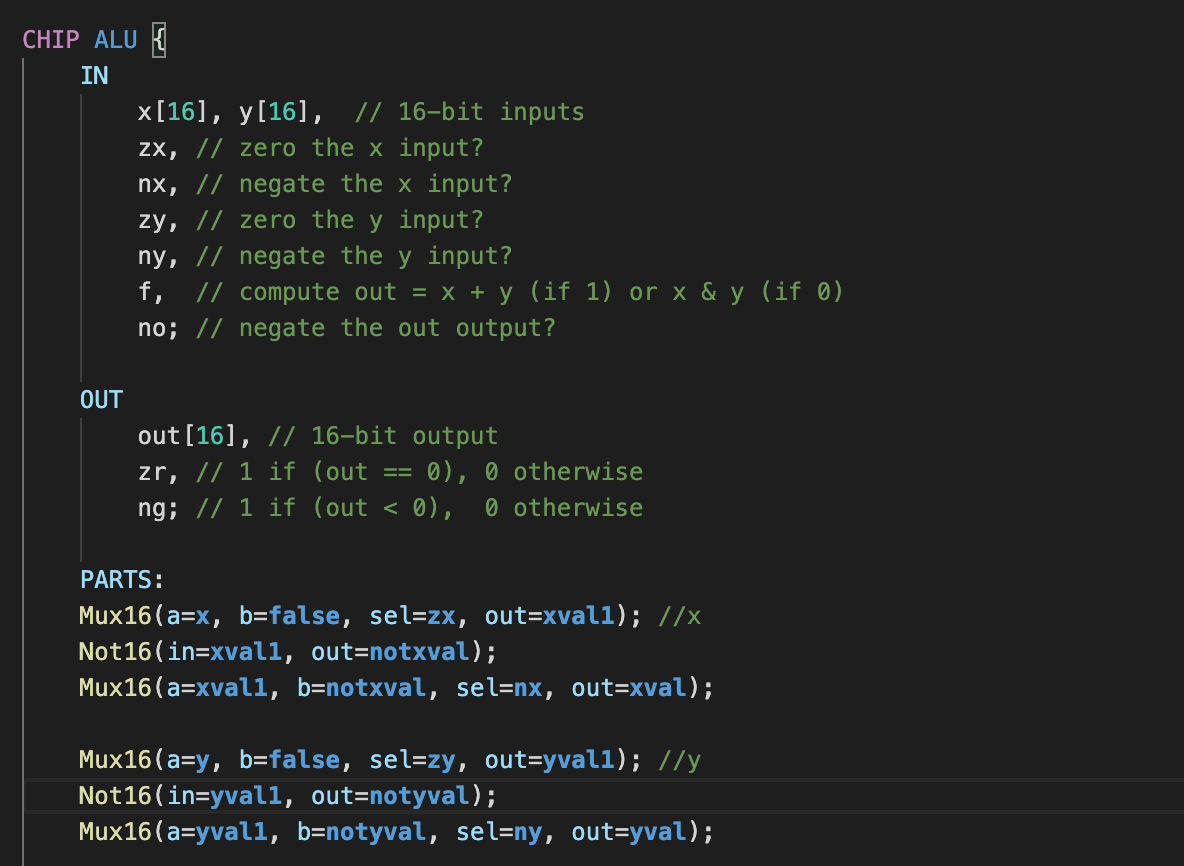 CHIP ALU {
IN
x[16], y[16],  // 16-bit inputs
zx, // zero the x input?
nx, // negate the x input?
zy, // zero the y input?
ny, // negate the y input?
f,  // compute out = x + y (if 1) or x & y (if 0)
no; // negate the out output?
OUT
out[16], // 16-bit output
zr, // 1 if (out == 0), 0 otherwise
ng; // 1 if (out < 0),  0 otherwise
PARTS:
Mux16(a=x, b=false, sel=zx, out=xval1); //x
Not16(in=xval1, out=notxval);
Mux16(a=xval1, b=notxval, sel=nx, out=xval);
Mux16(a=y, b=false, sel=zy, out=yval1); //y
Not16(in=yval1, out=notyval);
Mux16(a=yval1, b=notyval, sel=ny, out=yval);